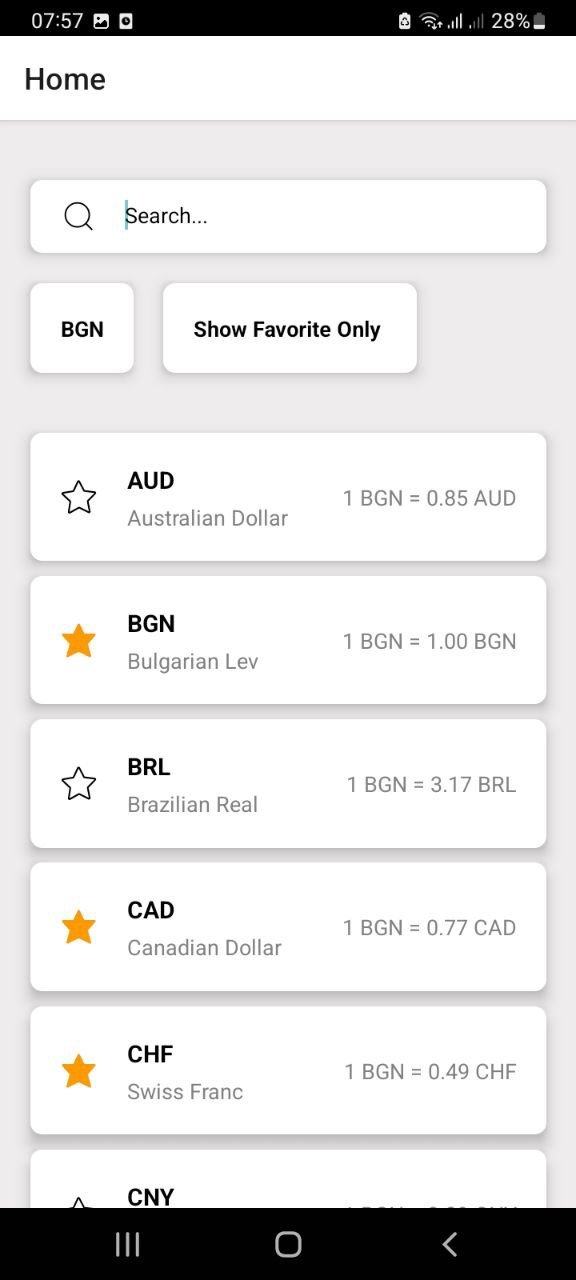 07:57 28%
Home
Search...
BGN Show Favorite Only
AUD
Australian Dollar
1 BGN = 0.85 AUD
BGN
Bulgarian Lev
1 BGN = 1.00 BGN
BRL
Brazilian Real
1 BGN = 3.17 BRL
CAD
Canadian Dollar
1 BGN = 0.77 CAD
CHF
Swiss Franc
1 BGN = 0.49 CHF
CNY